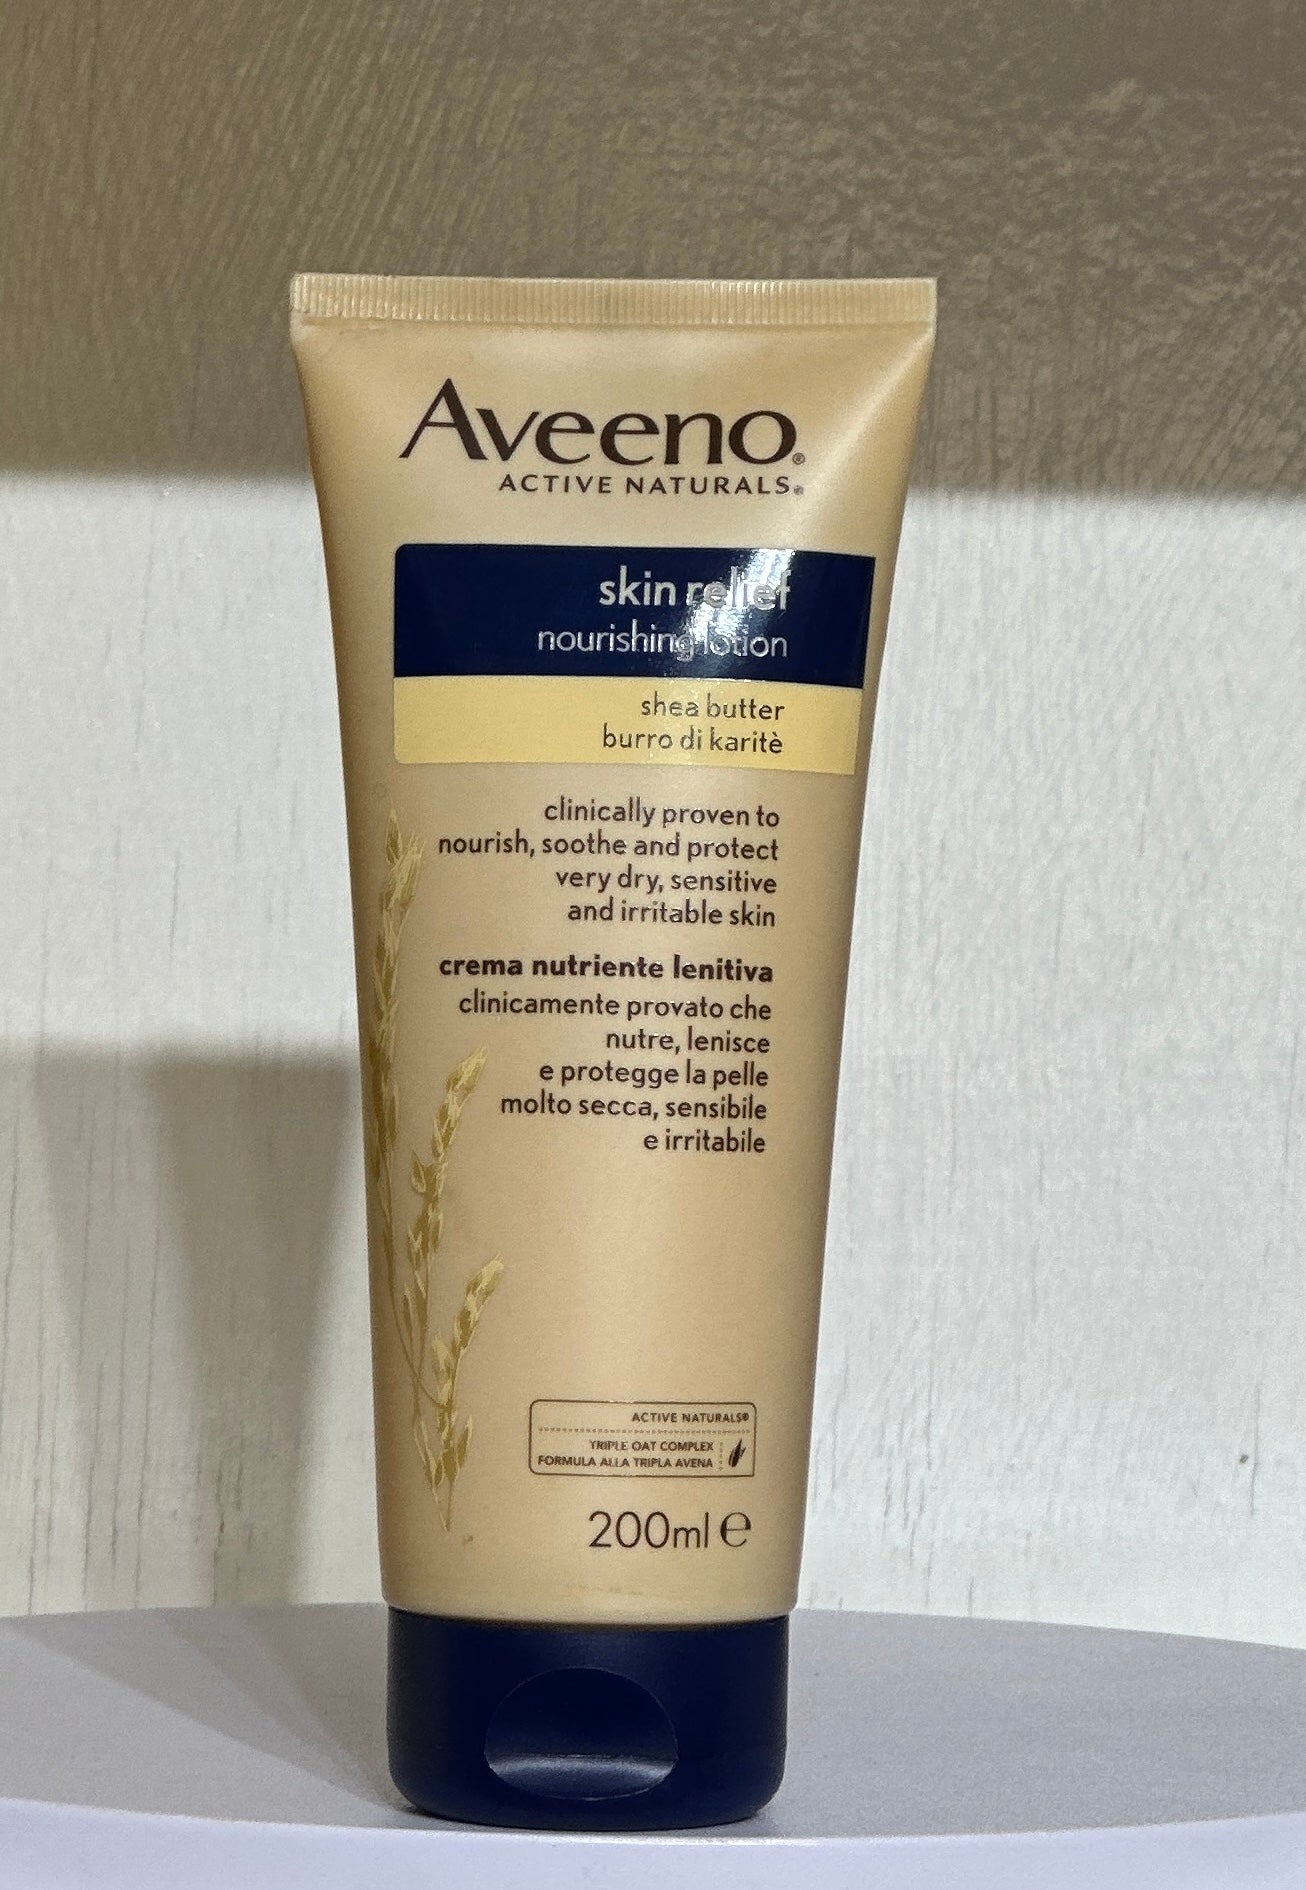 Aveeno®
ACTIVE NATURALS®
skin relief
nourishing lotion
shea butter
burro di karitè
clinically proven to
nourish, soothe and protect
very dry, sensitive
and irritable skin
crema nutriente lenitiva
clinicamente provato che
nutre, lenisce
e protegge la pelle
molto secca, sensibile
e irritabile
ACTIVE NATURALS®
TRIPLE OAT COMPLEX
FORMULA ALLA TRIPLA AVENA
200ml ℮